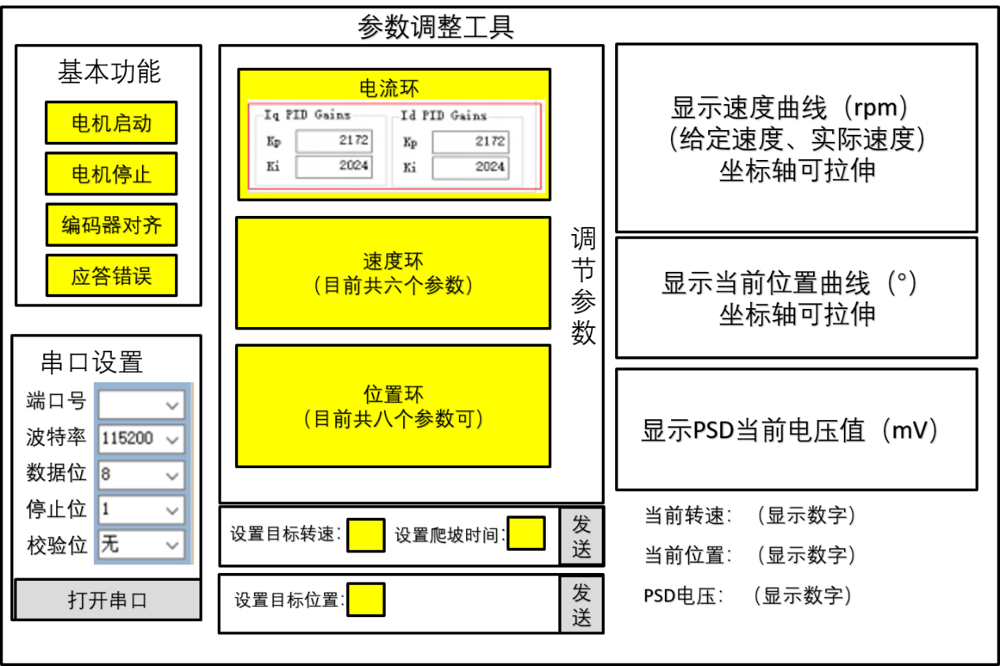 参数调整工具
基本功能
电机启动
电机停止
编码器对齐
应答错误
串口设置
端口号
波特率 115200
数据位 8
停止位 1
校验位 无
打开串口
电流环
Iq PID Gains
Kp 2172
Ki 2024
Id PID Gains
Kp 2172
Ki 2024
速度环
（目前共六个参数）
位置环
（目前共八个参数可）
调节参数
设置目标转速： 设置爬坡时间： 发送
设置目标位置： 发送
显示速度曲线（rpm）
（给定速度、实际速度）
坐标轴可拉伸
显示当前位置曲线（°）
坐标轴可拉伸
显示PSD当前电压值（mV）
当前转速：（显示数字）
当前位置：（显示数字）
PSD电压：（显示数字）